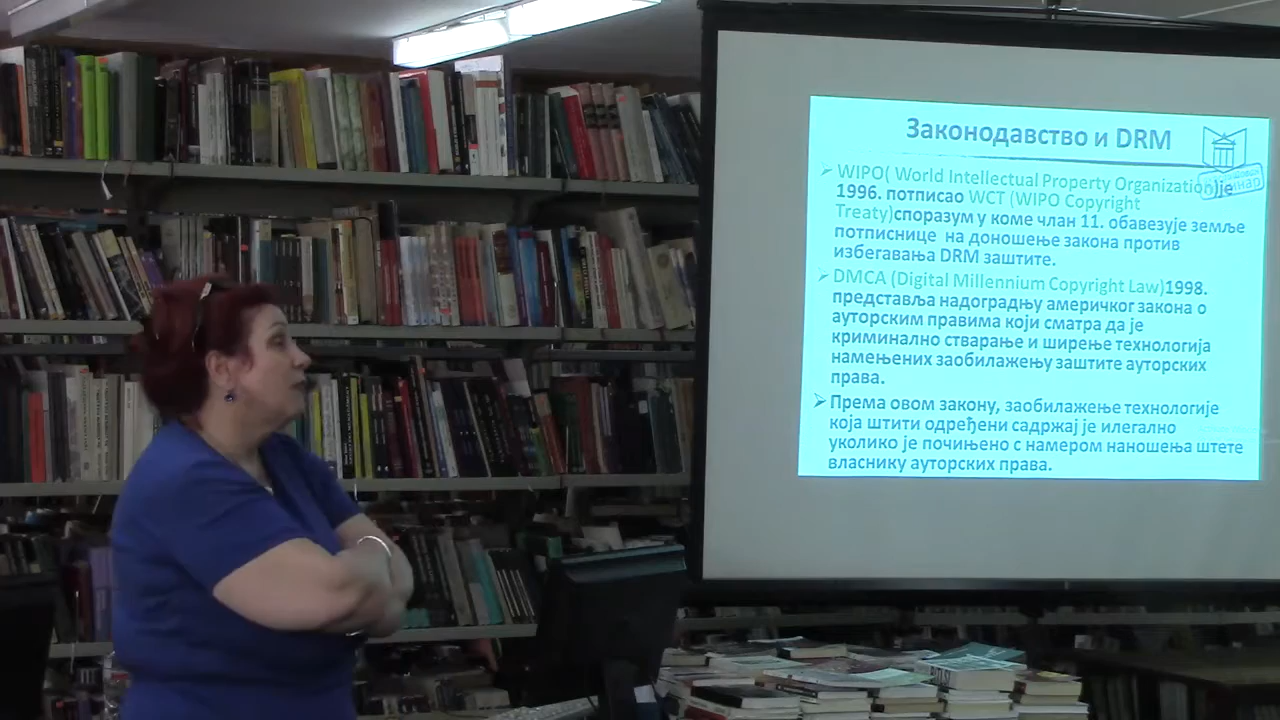 Законодавство и DRM
WIPO( World Intellectual Property Organization)је
1996. потписао WCT (WIPO Copyright
Treaty)споразум у коме члан 11. обавезује земље
потписнице на доношење закона против
избегавања DRM заштите.
DMCA (Digital Millennium Copyright Law)1998.
представља надоградњу америчког закона о
ауторским правима који сматра да је
криминално стварање и ширење технологија
намењених заобилажењу заштите ауторских
права.
Према овом закону, заобилажење технологије
која штити одређени садржај је илегално
уколико је почињено с намером наношења штете
власнику ауторских права.